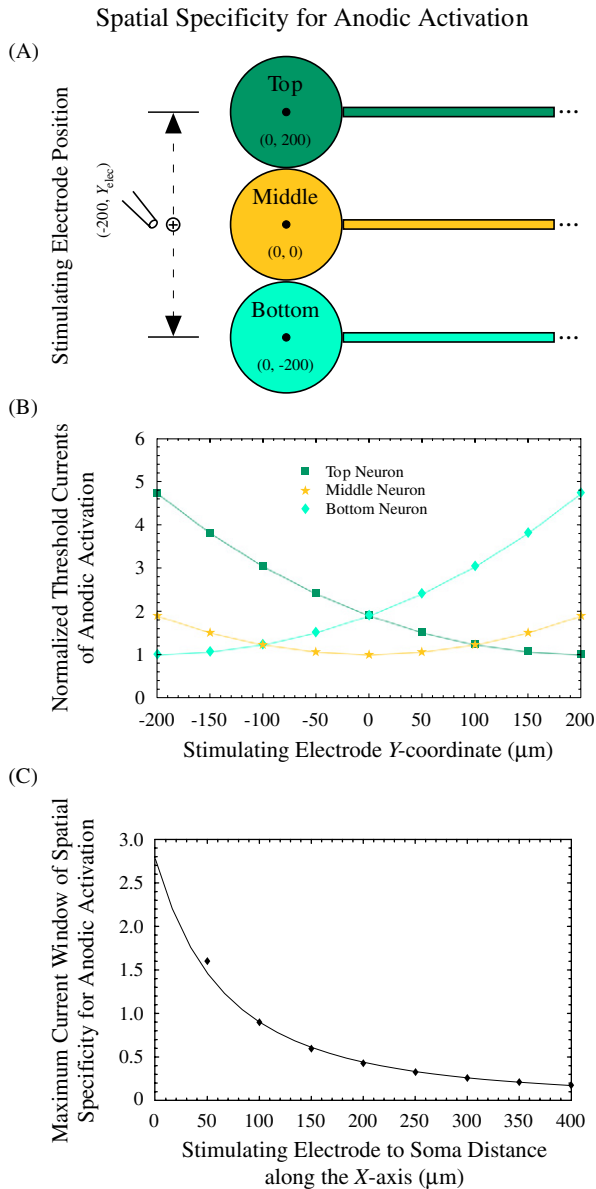 Spatial Specificity for Anodic Activation
(A)
Stimulating Electrode Position
(-200, Yelec)
Top
(0, 200)
...
Middle
(0, 0)
...
Bottom
(0, -200)
...
(B)
Normalized Threshold Currents
of Anodic Activation
6
5
4
3
2
1
0
Top Neuron
Middle Neuron
Bottom Neuron
-200 -150 -100 -50 0 50 100 150 200
Stimulating Electrode Y-coordinate (μm)
(C)
Maximum Current Window of Spatial
Specificity for Anodic Activation
3.0
2.5
2.0
1.5
1.0
0.5
0.0
0 50 100 150 200 250 300 350 400
Stimulating Electrode to Soma Distance
along the X-axis (μm)